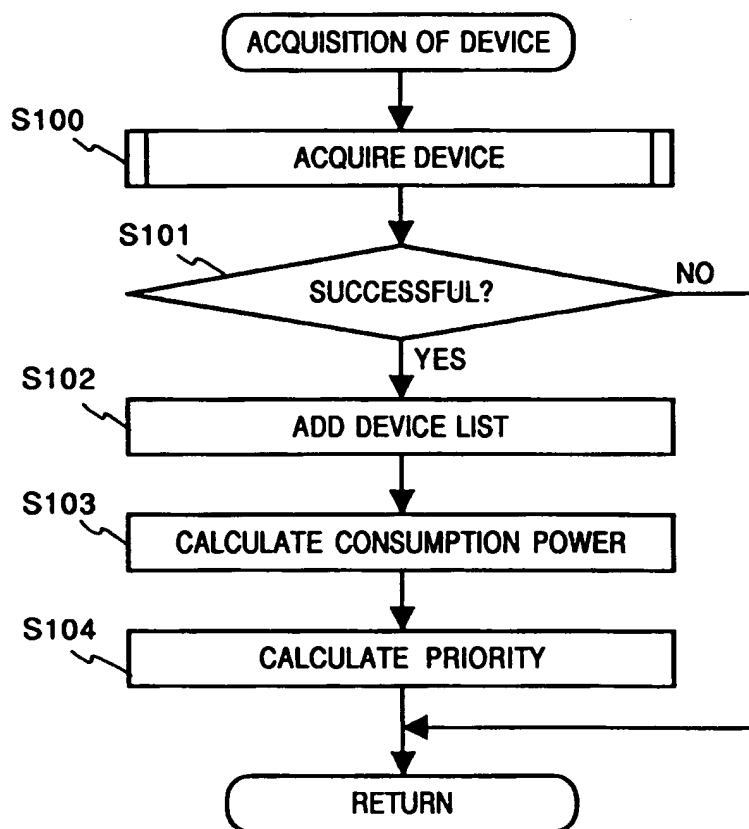 ACQUISITION OF DEVICE
S100
ACQUIRE DEVICE
S101
SUCCESSFUL?
NO
YES
S102
ADD DEVICE LIST
S103
CALCULATE CONSUMPTION POWER
S104
CALCULATE PRIORITY
RETURN